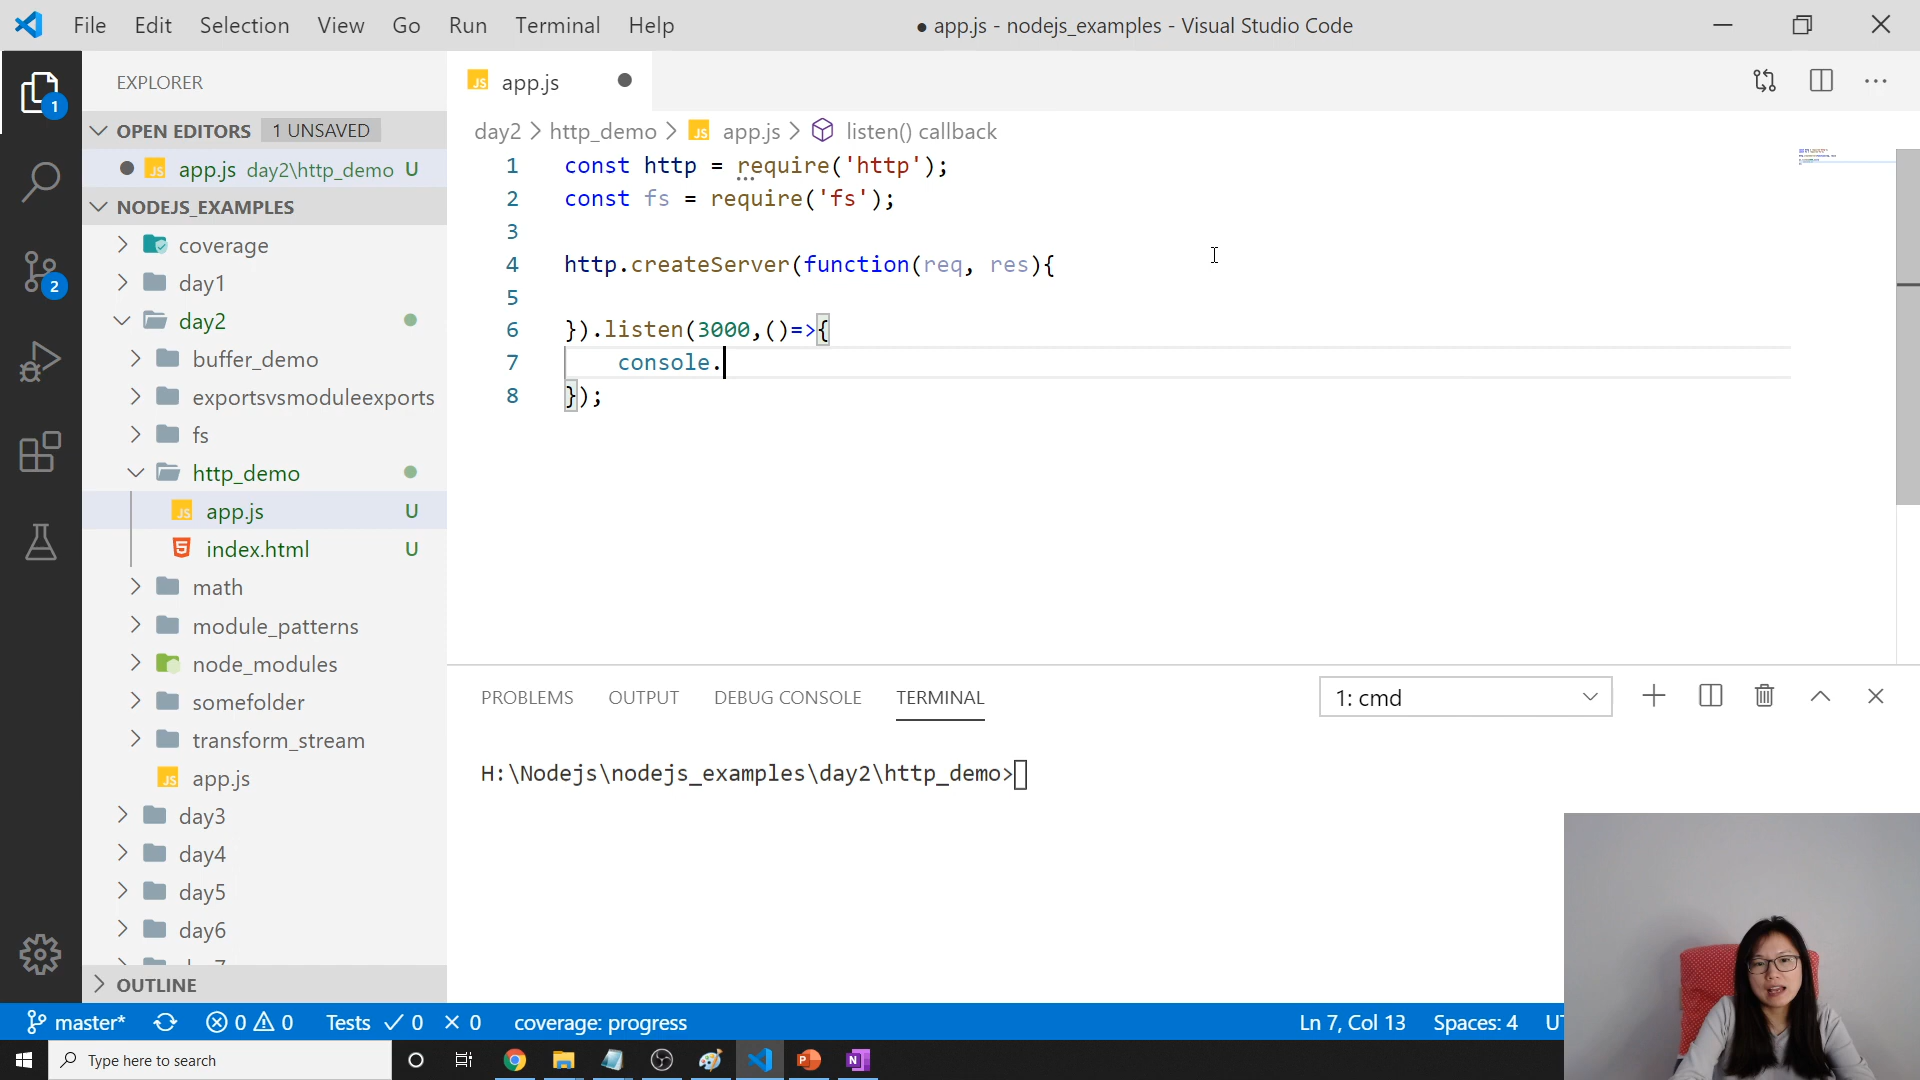 File Edit Selection View Go Run Terminal Help
● app.js - nodejs_examples - Visual Studio Code
EXPLORER
OPEN EDITORS 1 UNSAVED
app.js day2\http_demo U
NODEJS_EXAMPLES
coverage
day1
day2
buffer_demo
exportsvsmoduleexports
fs
http_demo
app.js U
index.html U
math
module_patterns
node_modules
somefolder
transform_stream
app.js
day3
day4
day5
day6
OUTLINE
1
2
JS app.js
day2 > http_demo > JS app.js > listen() callback
1 const http = require('http');
2 const fs = require('fs');
3
4 http.createServer(function(req, res){
5
6 }).listen(3000,()=>{
7 console.
8 });
PROBLEMS OUTPUT DEBUG CONSOLE TERMINAL
1: cmd
H:\Nodejs\nodejs_examples\day2\http_demo>
master* 0 0 Tests 0 0 coverage: progress
Ln 7, Col 13 Spaces: 4
Type here to search